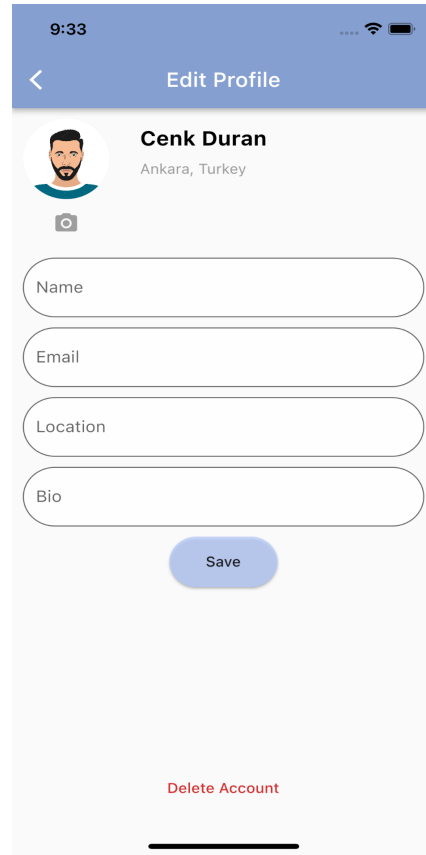 9:33
Edit Profile
Cenk Duran
Ankara, Turkey
Name
Email
Location
Bio
Save
Delete Account